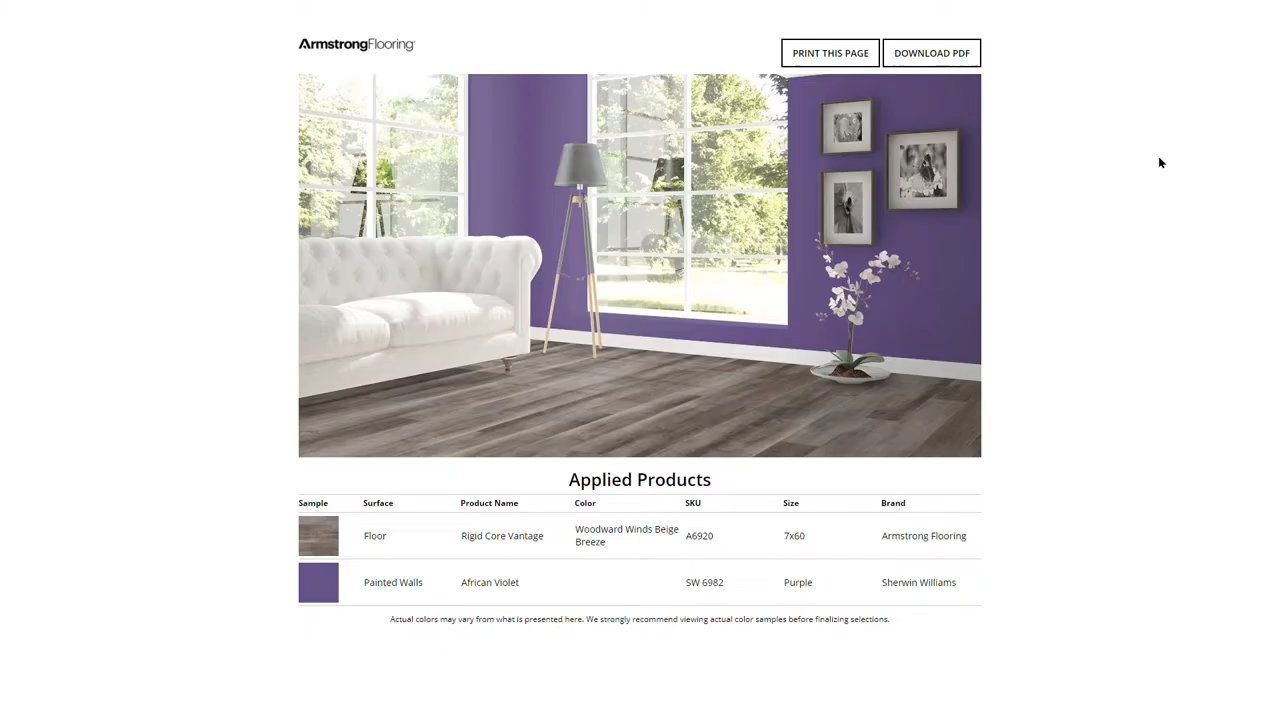 ArmstrongFlooring
PRINT THIS PAGE DOWNLOAD PDF
Applied Products
Sample Surface Product Name Color SKU Size Brand
Floor Rigid Core Vantage Woodward Winds Beige Breeze A6920 7x60 Armstrong Flooring
Painted Walls African Violet SW 6982 Purple Sherwin Williams
Actual colors may vary from what is presented here. We strongly recommend viewing actual color samples before finalizing selections.